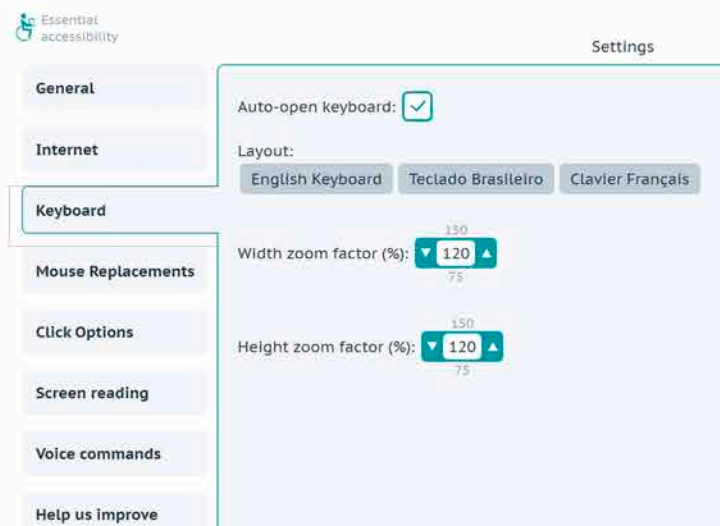 Essential
accessibility
Settings
General
Internet
Keyboard
Mouse Replacements
Click Options
Screen reading
Voice commands
Help us improve
Auto-open keyboard:
Layout:
English Keyboard Teclado Brasileiro Clavier Français
150
Width zoom factor (%): 120
75
150
Height zoom factor (%): 120
75